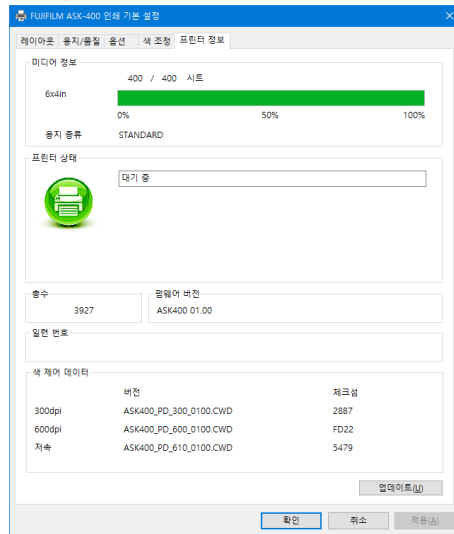 FUJIFILM ASK-400 인쇄 기본 설정
레이아웃 용지/품질 옵션 색 조정 프린터 정보
미디어 정보
400 / 400 시트
6x4in
0% 50% 100%
용지 종류 STANDARD
프린터 상태
대기 중
총수 펌웨어 버전
3927 ASK400 01.00
일련 번호
색 제어 데이터
버전 체크섬
300dpi ASK400_PD_300_0100.CWD 28B7
600dpi ASK400_PD_600_0100.CWD FD22
저속 ASK400_PD_610_0100.CWD 5479
업데이트(U)
확인 취소 적용(A)